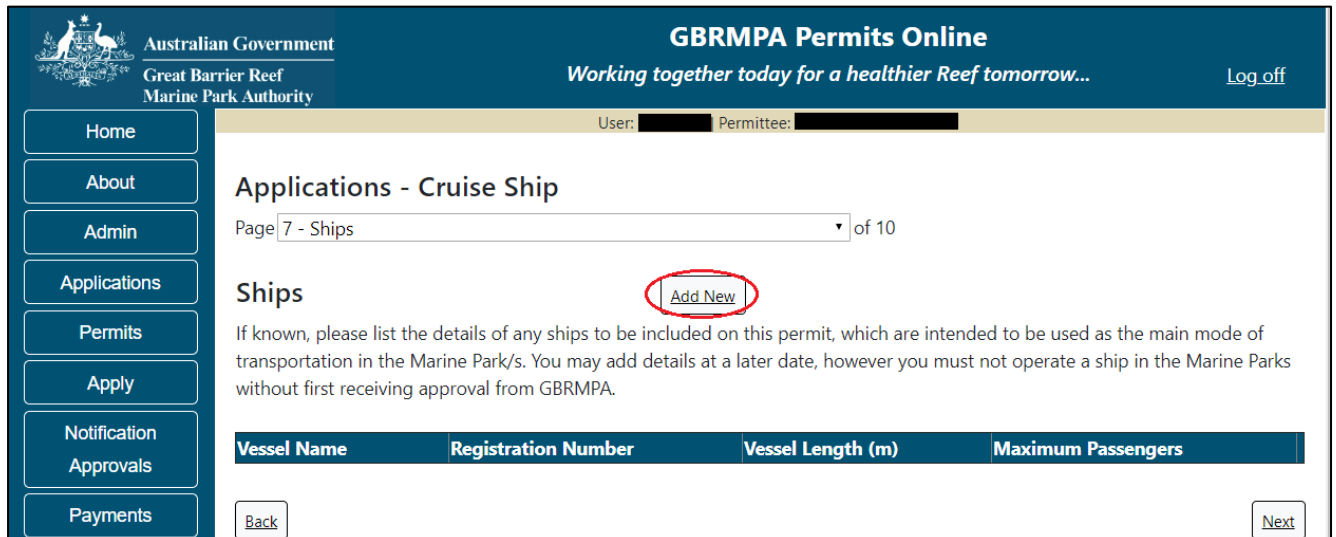 Australian Government
Great Barrier Reef
Marine Park Authority
GBRMPA Permits Online
Working together today for a healthier Reef tomorrow...
Log off
User: | Permittee:
Home
About
Admin
Applications
Permits
Apply
Notification
Approvals
Payments
Applications - Cruise Ship
Page 7 - Ships of 10
Ships
Add New
If known, please list the details of any ships to be included on this permit, which are intended to be used as the main mode of
transportation in the Marine Park/s. You may add details at a later date, however you must not operate a ship in the Marine Parks
without first receiving approval from GBRMPA.
Vessel Name Registration Number Vessel Length (m) Maximum Passengers
Back
Next